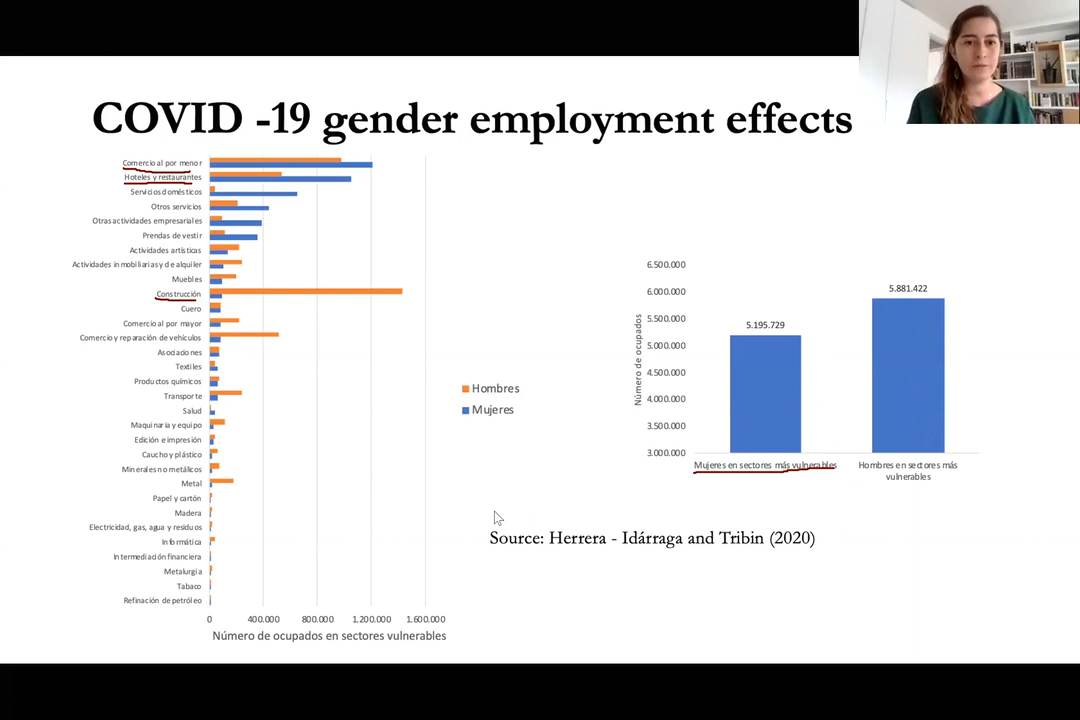 COVID -19 gender employment effects
Comercio al por menor
Hoteles y restaurantes
Servicios domésticos
Otros servicios
Otras actividades empresariales
Prendas de vestir
Actividades artísticas
Actividades inmobiliarias y de alquiler
Muebles
Construcción
Cuero
Comercio al por mayor
Comercio y reparación de vehículos
Asociaciones
Textiles
Productos químicos
Transporte
Salud
Maquinaria y equipo
Edición e impresión
Caucho y plástico
Minerales no metálicos
Metal
Papel y cartón
Madera
Electricidad, gas, agua y residuos
Informática
Intermediación financiera
Metalurgia
Tabaco
Refinación de petróleo
0 400.000 800.000 1.200.000 1.600.000
Número de ocupados en sectores vulnerables
Hombres
Mujeres
Número de ocupados
6.500.000
6.000.000
5.500.000
5.000.000
4.500.000
4.000.000
3.500.000
3.000.000
5.195.729
5.881.422
Mujeres en sectores más vulnerables
Hombres en sectores más
vulnerables
Source: Herrera - Idárraga and Tribin (2020)